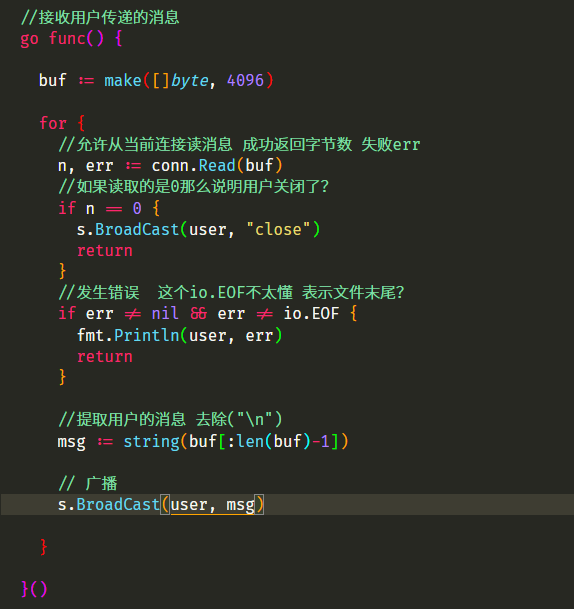 //接收用户传递的消息
go func() {
buf := make([]byte, 4096)
for {
//允许从当前连接读消息 成功返回字节数 失败err
n, err := conn.Read(buf)
//如果读取的是0那么说明用户关闭了?
if n == 0 {
s.BroadCast(user, "close")
return
}
//发生错误  这个io.EOF不太懂 表示文件末尾?
if err != nil && err != io.EOF {
fmt.Println(user, err)
return
}
//提取用户的消息 去除("\n")
msg := string(buf[:len(buf)-1])
// 广播
s.BroadCast(user, msg)
}
}()